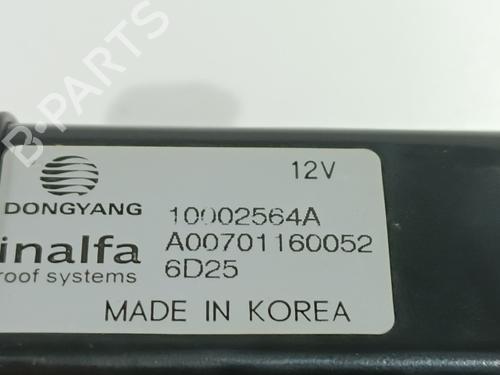 12V
DONGYANG 10002564A
inalfa A00701160052
roof systems 6D25
MADE IN KOREA
B-PARTS